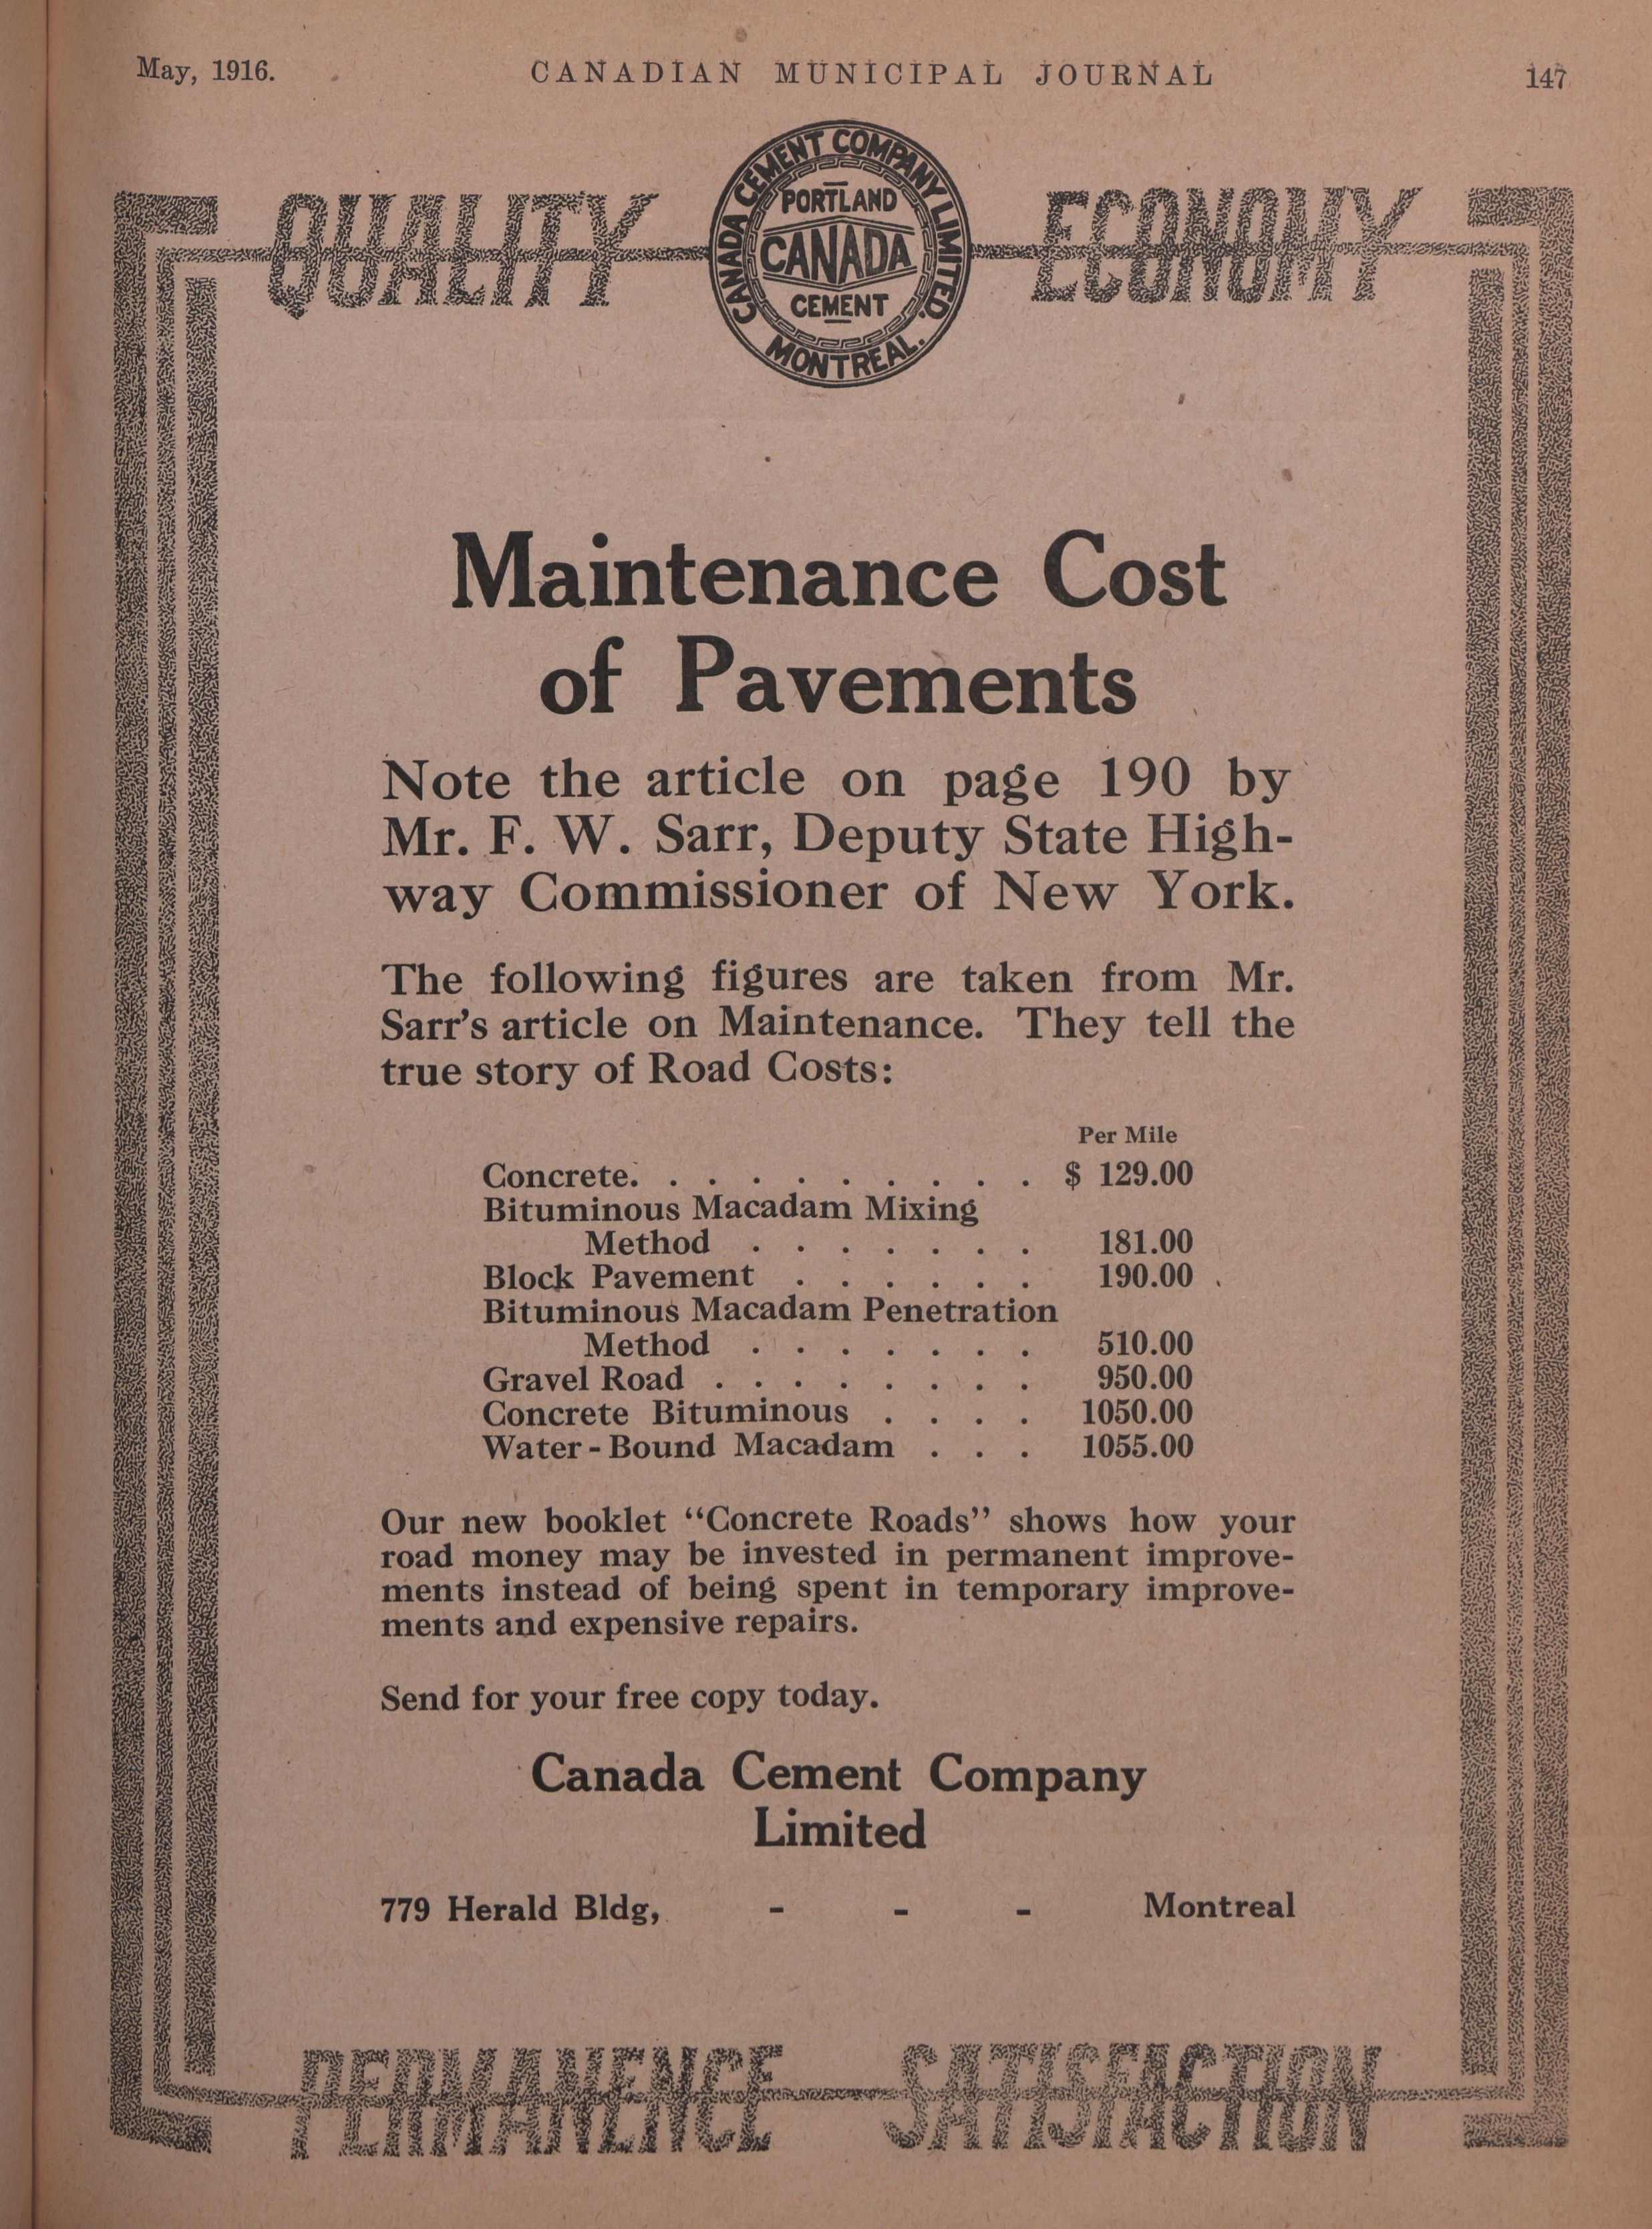 May, 1916.
CANADIAN MUNICIPAL JOURNAL
147
QUALITY
CANADA CEMENT COMPANY LIMITED.
PORTLAND
CANADA
CEMENT
MONTREAL.
ECONOMY
Maintenance Cost
of Pavements
Note the article on page 190 by
Mr. F. W. Sarr, Deputy State High-
way Commissioner of New York.
The following figures are taken from Mr.
Sarr's article on Maintenance. They tell the
true story of Road Costs:
Per Mile
Concrete. . . . . . . . . . $ 129.00
Bituminous Macadam Mixing
Method . . . . . . . 181.00
Block Pavement . . . . . . 190.00
Bituminous Macadam Penetration
Method . . . . . . . 510.00
Gravel Road . . . . . . . . 950.00
Concrete Bituminous . . . . 1050.00
Water-Bound Macadam . . . 1055.00
Our new booklet "Concrete Roads" shows how your
road money may be invested in permanent improve-
ments instead of being spent in temporary improve-
ments and expensive repairs.
Send for your free copy today.
Canada Cement Company
Limited
779 Herald Bldg, - - - Montreal
PERMANENCE SATISFACTION